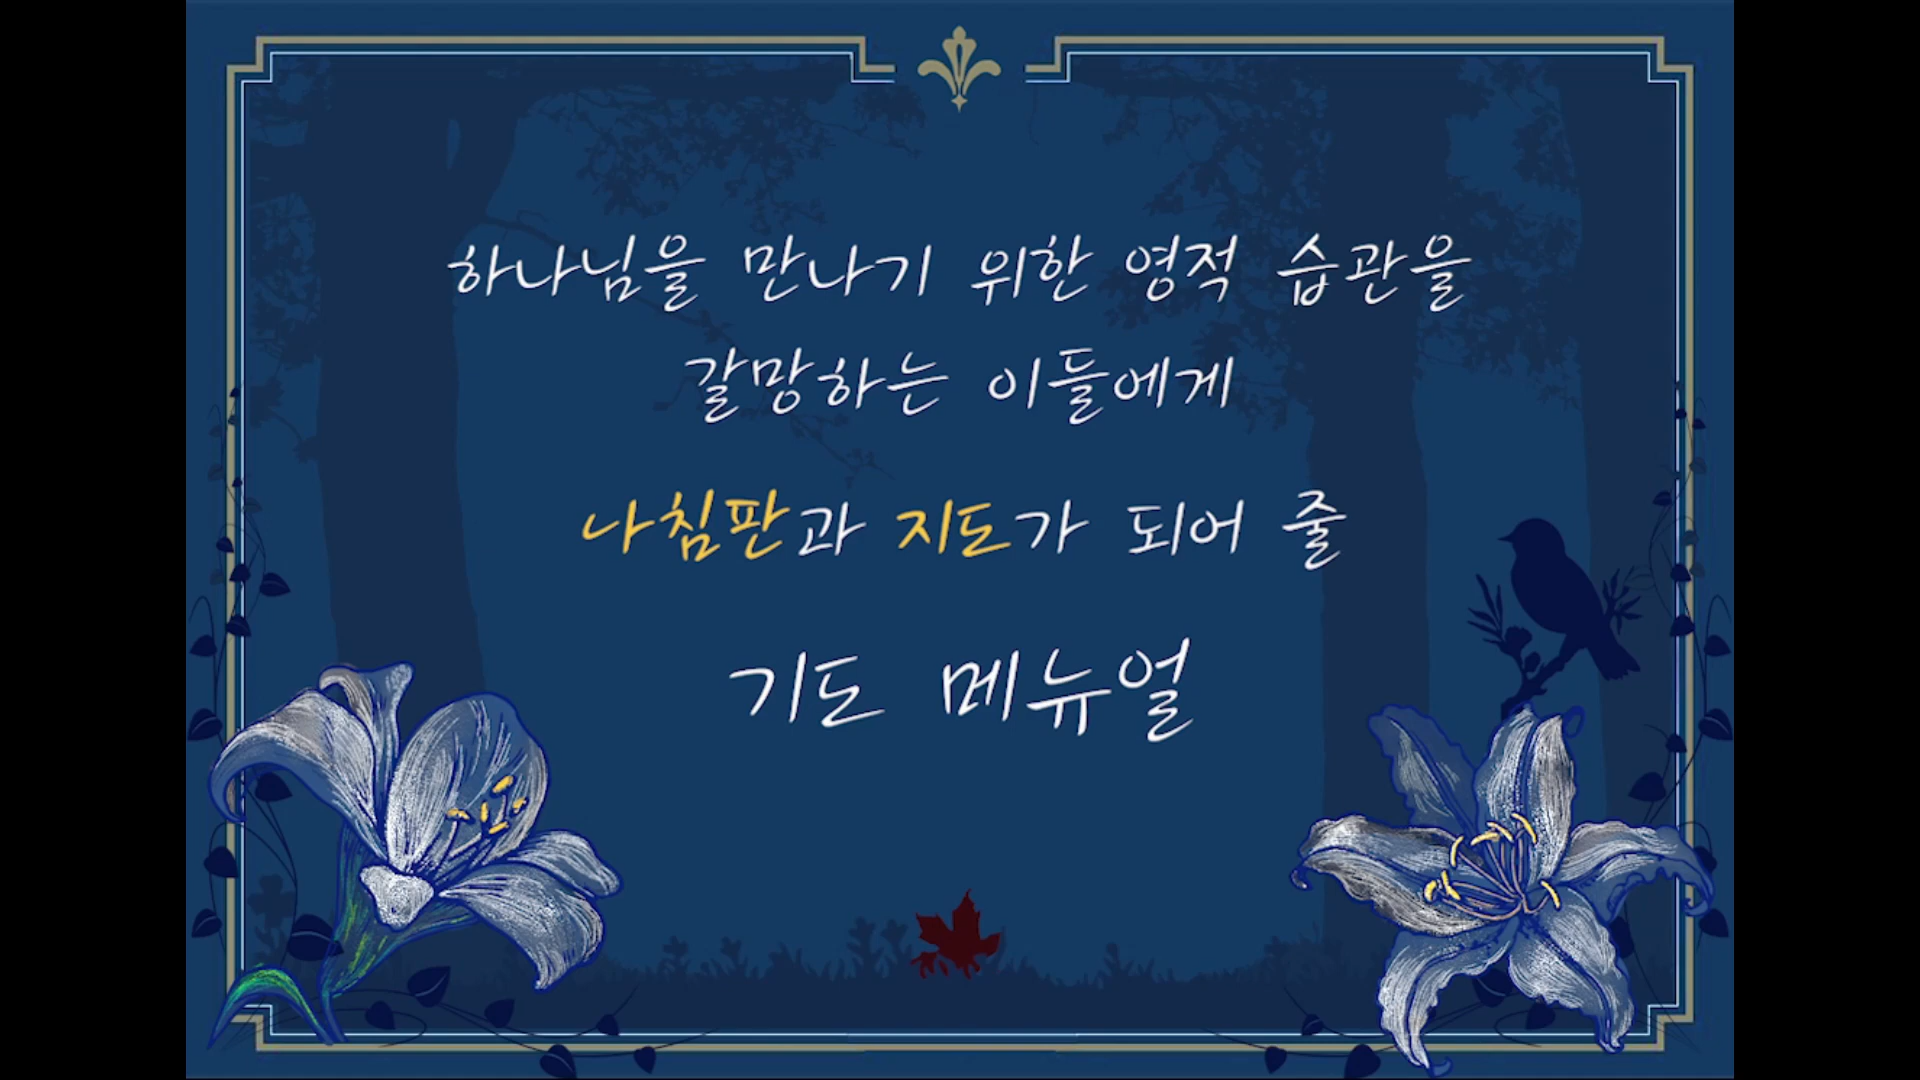 하나님을 만나기 위한 영적 습관을
갈망하는 이들에게
나침판과 지도가 되어 줄
기도 메뉴얼